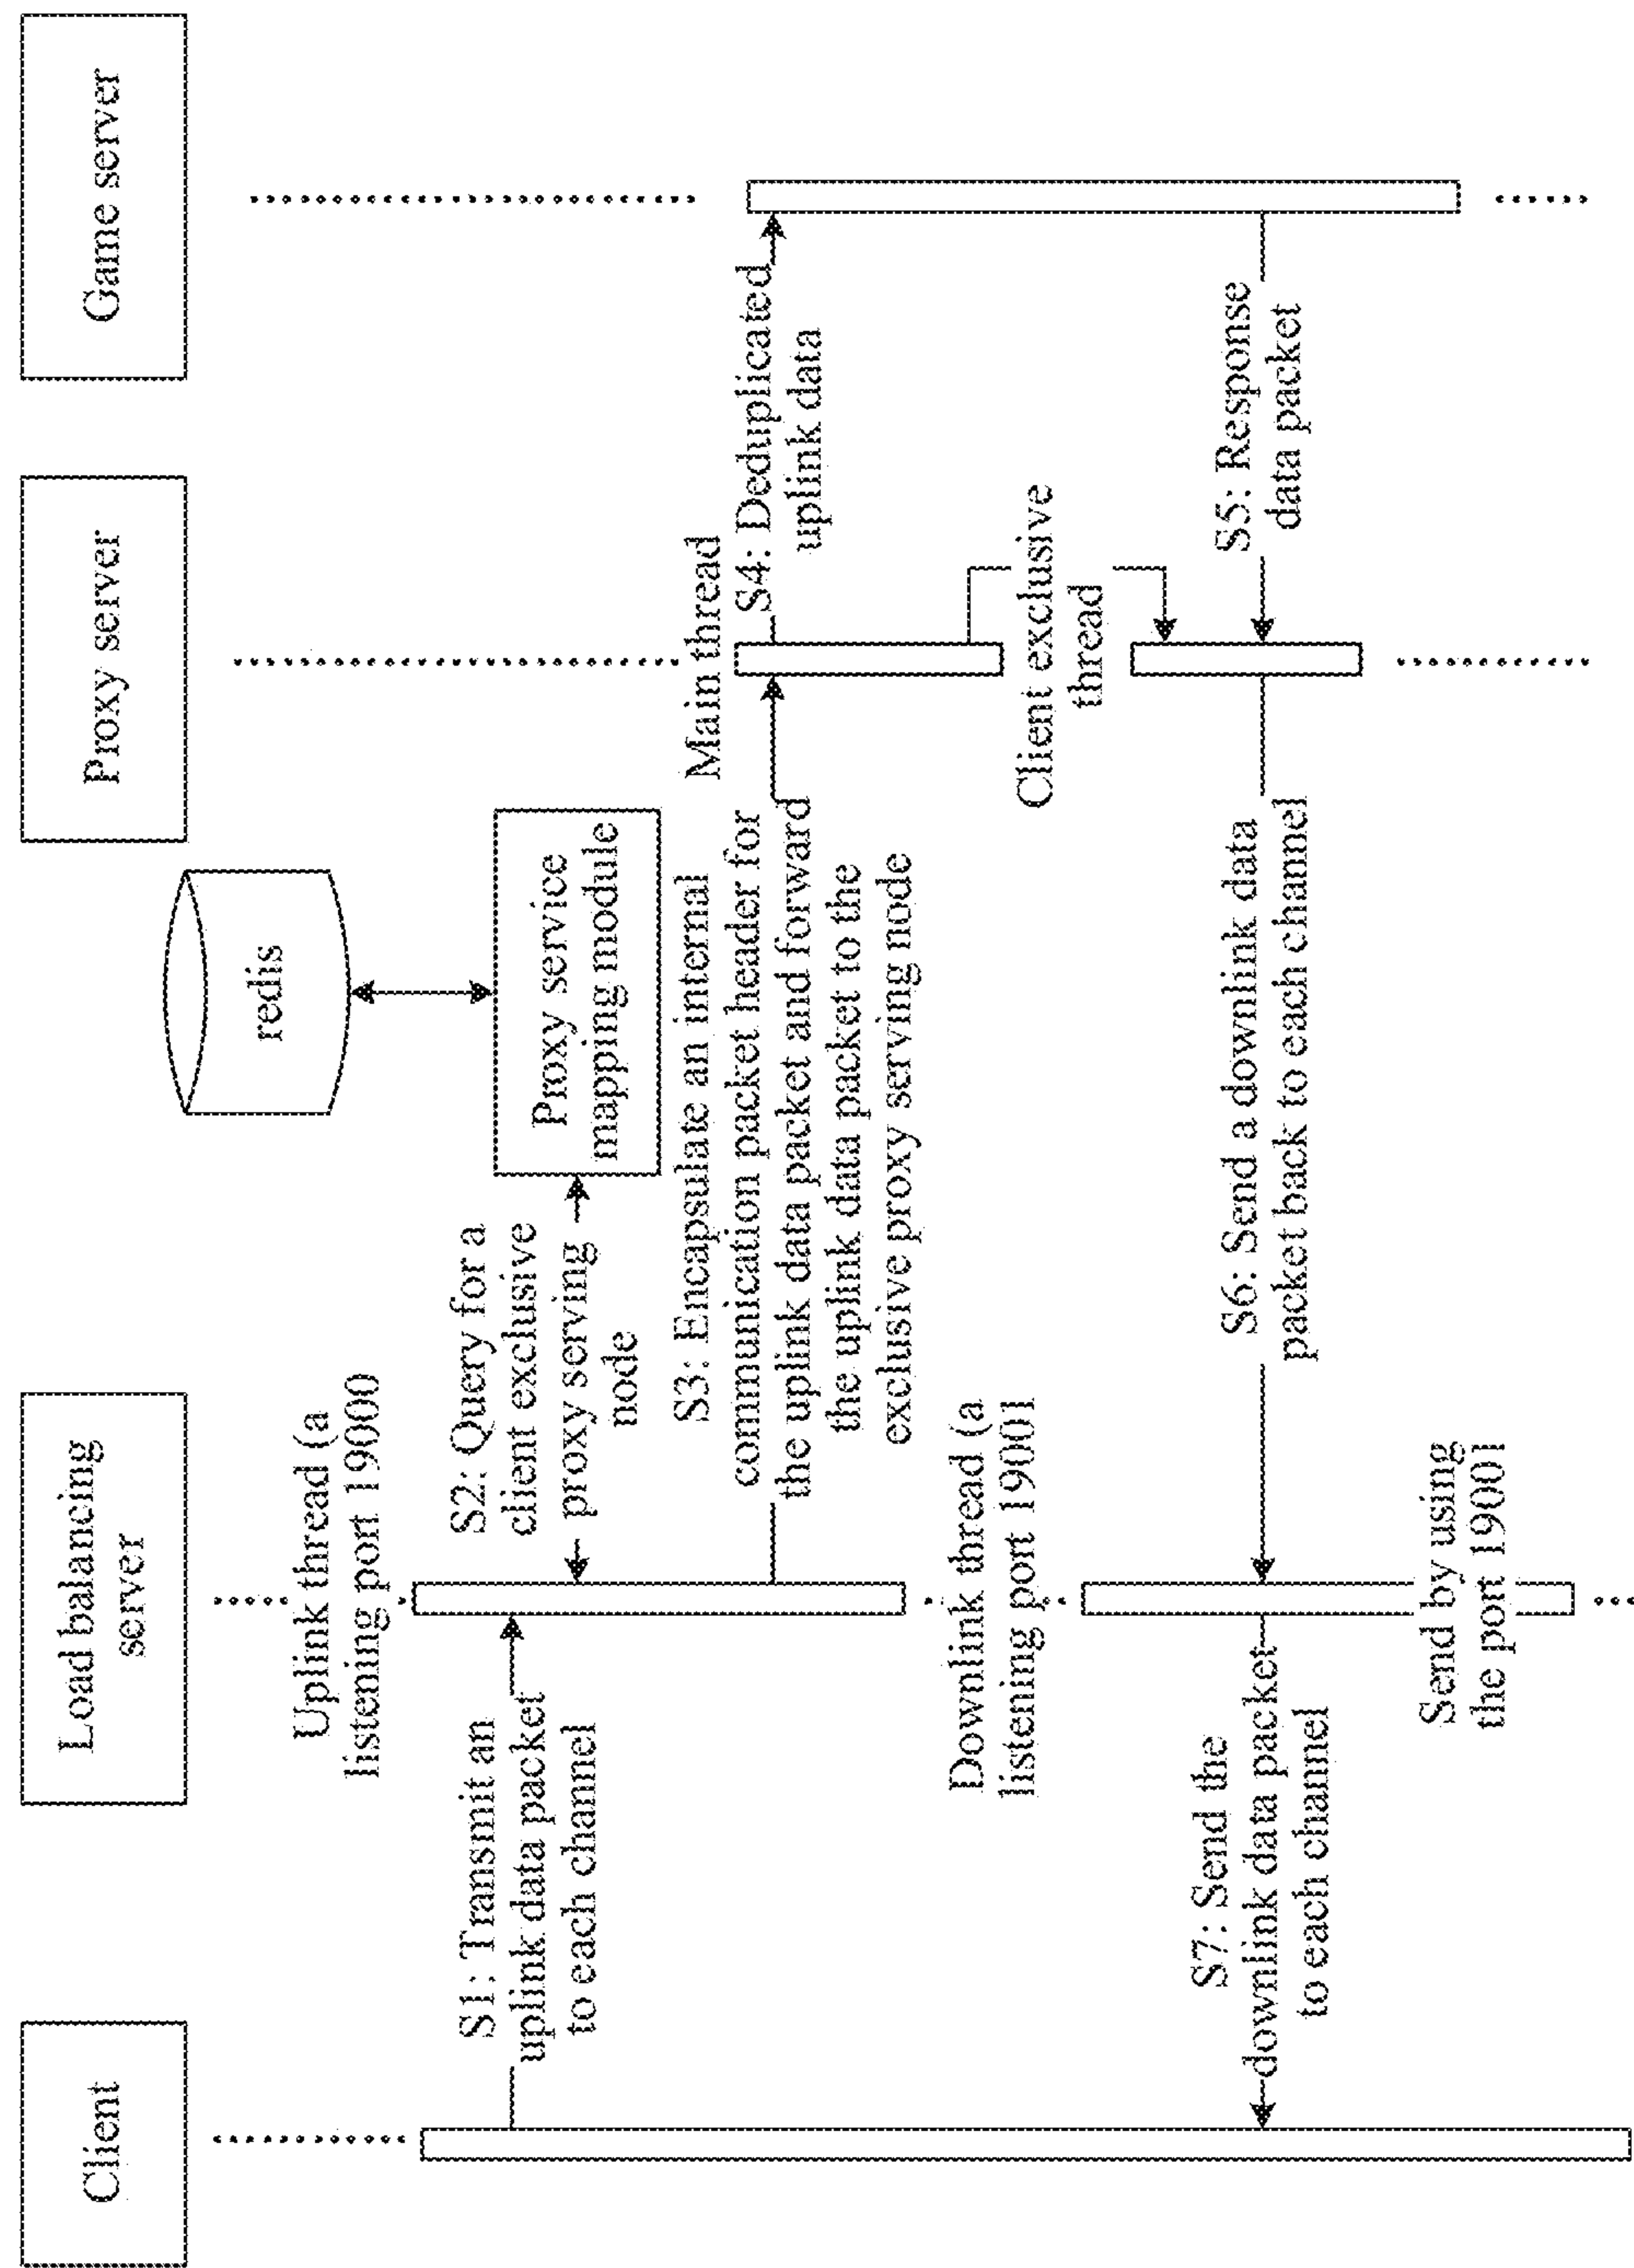 Client
Load balancing
server
Proxy server
Game server
redis
Uplink thread (a
listening port 19000
Proxy service
mapping module
S1: Transmit an
uplink data packet
to each channel
S2: Query for a
client exclusive
proxy serving
node
S3: Encapsulate an internal
communication packet header for
the uplink data packet and forward
the uplink data packet to the
exclusive proxy serving node
Main thread
S4: Deduplicated
uplink data
Client exclusive
thread
Downlink thread (a
listening port 19001
S5: Response
data packet
S6: Send a downlink data
packet back to each channel
S7: Send the
downlink data packet
to each channel
Send by using
the port 19001